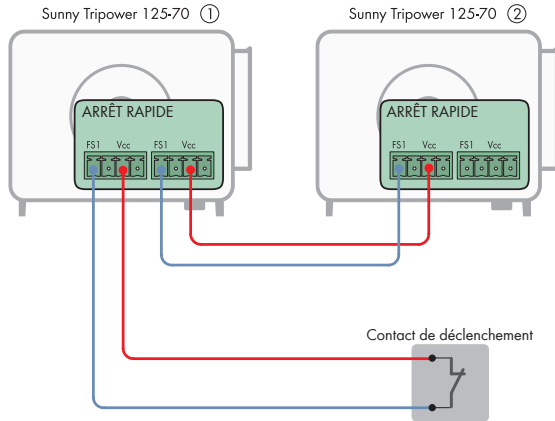 Sunny Tripower 125-70 ①
Sunny Tripower 125-70 ②
ARRÊT RAPIDE
FS1 Vcc FS1 Vcc
ARRÊT RAPIDE
FS1 Vcc FS1 Vcc
Contact de déclenchement